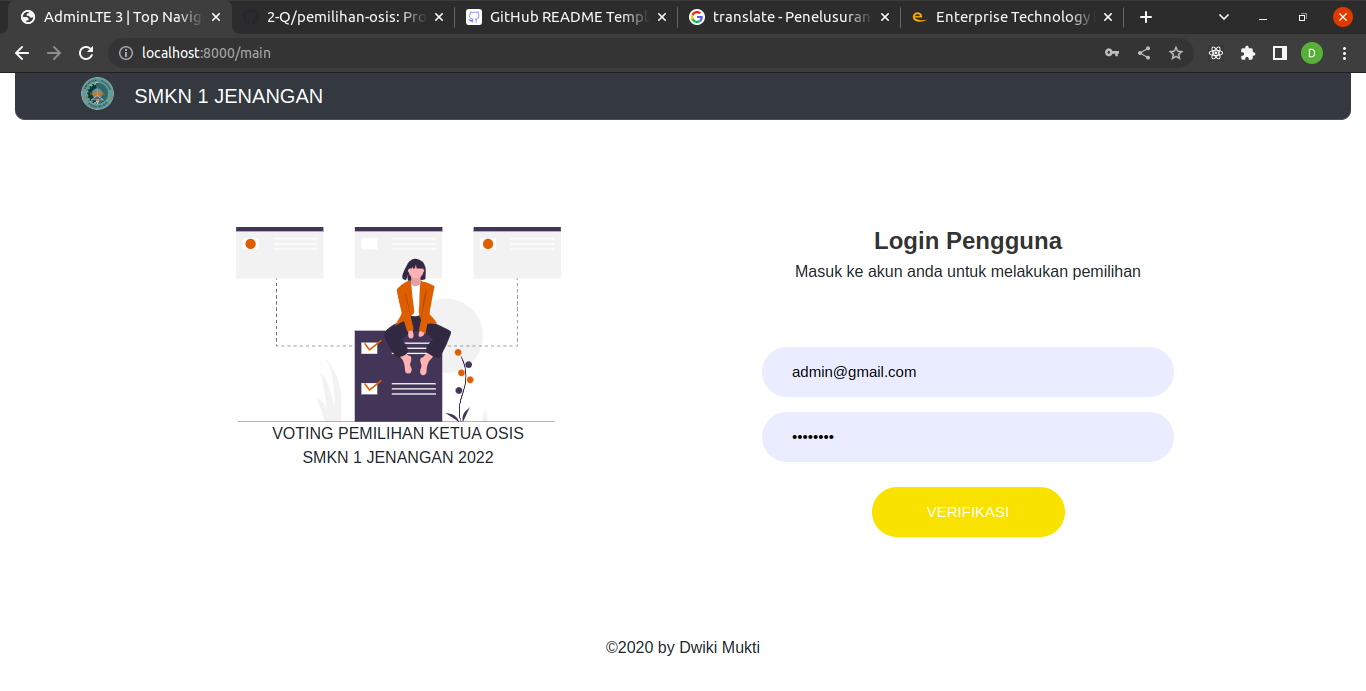 AdminLTE 3 | Top Navig
2-Q/pemilihan-osis: Pro
GitHub README Templ
translate - Penelusuran
Enterprise Technology
localhost:8000/main
D
SMKN 1 JENANGAN
VOTING PEMILIHAN KETUA OSIS
SMKN 1 JENANGAN 2022
Login Pengguna
Masuk ke akun anda untuk melakukan pemilihan
admin@gmail.com
••••••••
VERIFIKASI
©2020 by Dwiki Mukti